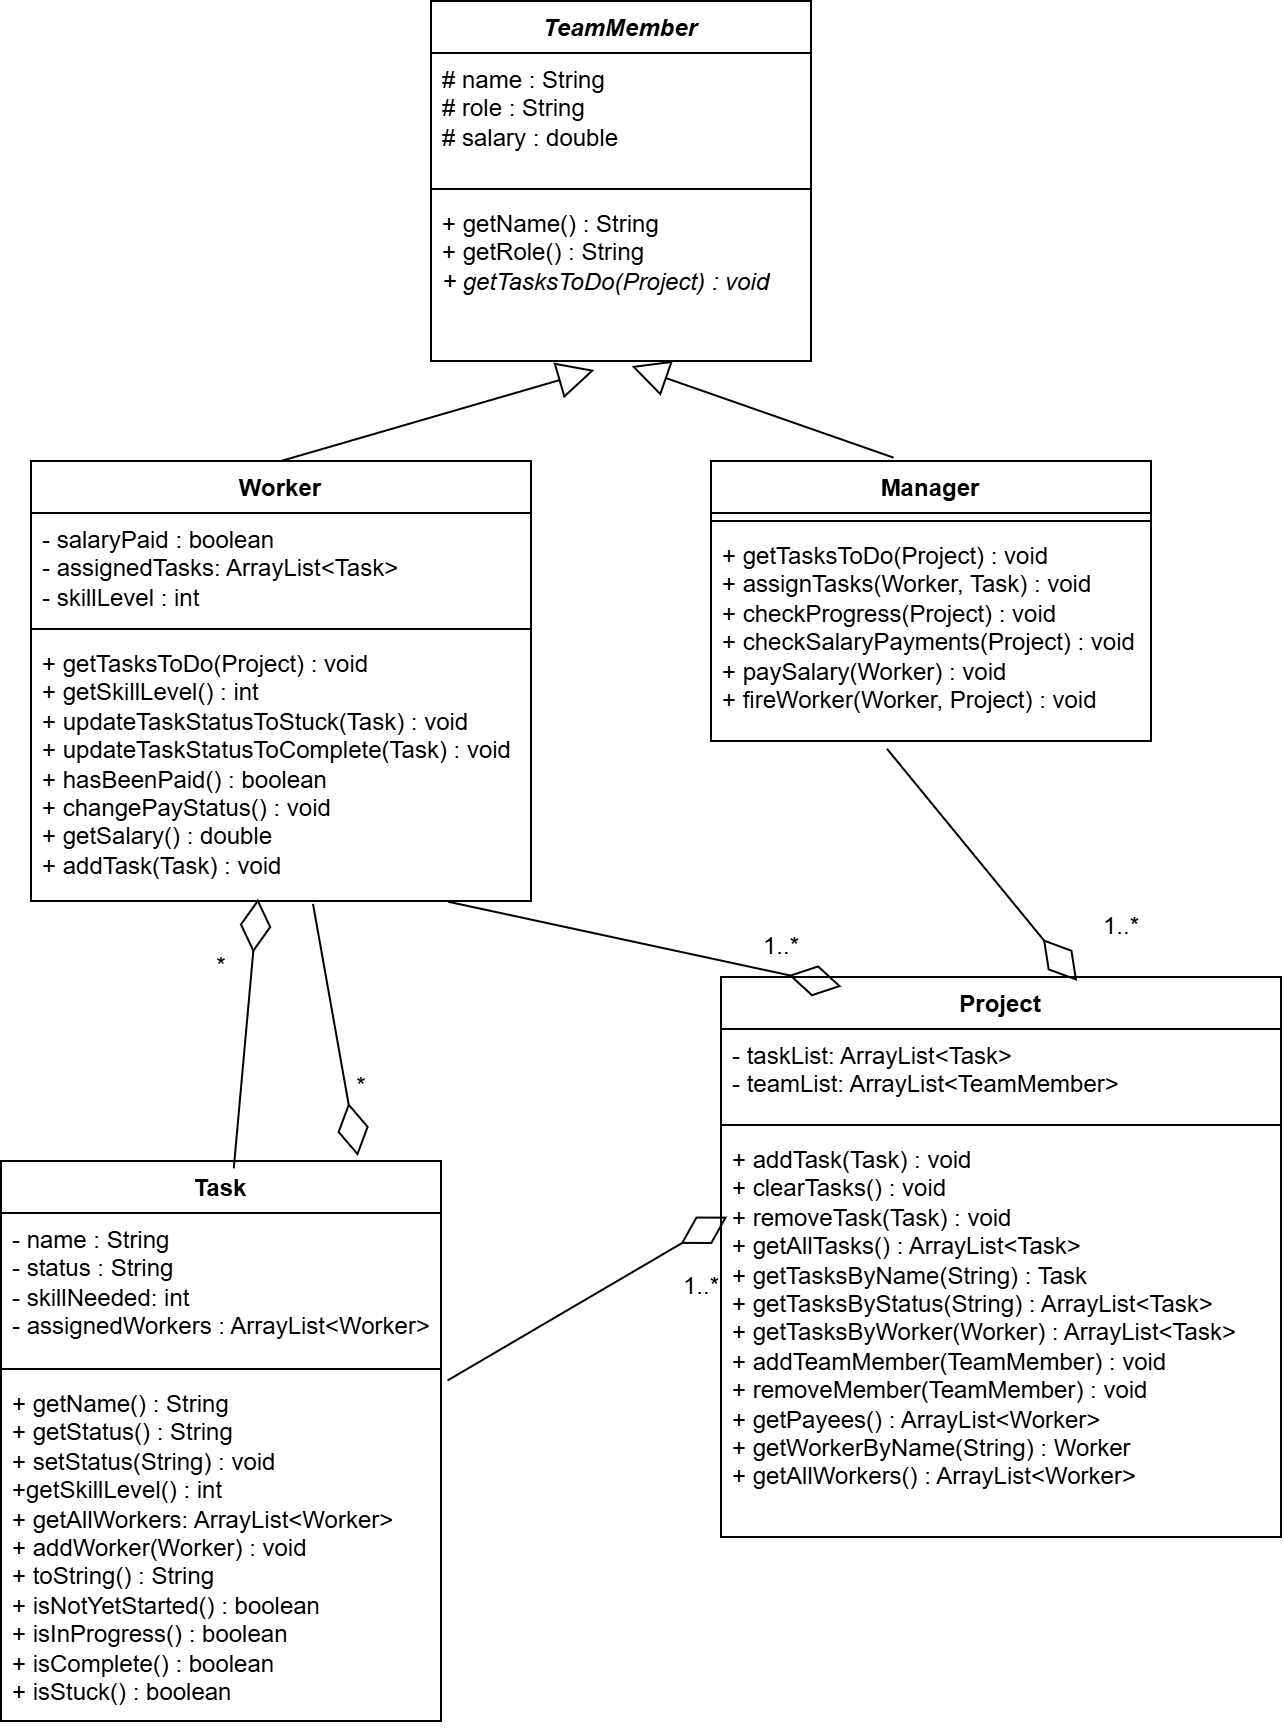 TeamMember
# name : String
# role : String
# salary : double
+ getName() : String
+ getRole() : String
+ getTasksToDo(Project) : void
Worker
- salaryPaid : boolean
- assignedTasks: ArrayList<Task>
- skillLevel : int
+ getTasksToDo(Project) : void
+ getSkillLevel() : int
+ updateTaskStatusToStuck(Task) : void
+ updateTaskStatusToComplete(Task) : void
+ hasBeenPaid() : boolean
+ changePayStatus() : void
+ getSalary() : double
+ addTask(Task) : void
Manager
+ getTasksToDo(Project) : void
+ assignTasks(Worker, Task) : void
+ checkProgress(Project) : void
+ checkSalaryPayments(Project) : void
+ paySalary(Worker) : void
+ fireWorker(Worker, Project) : void
*
*
1..*
1..*
1..*
Task
- name : String
- status : String
- skillNeeded: int
- assignedWorkers : ArrayList<Worker>
+ getName() : String
+ getStatus() : String
+ setStatus(String) : void
+getSkillLevel() : int
+ getAllWorkers: ArrayList<Worker>
+ addWorker(Worker) : void
+ toString() : String
+ isNotYetStarted() : boolean
+ isInProgress() : boolean
+ isComplete() : boolean
+ isStuck() : boolean
Project
- taskList: ArrayList<Task>
- teamList: ArrayList<TeamMember>
+ addTask(Task) : void
+ clearTasks() : void
+ removeTask(Task) : void
+ getAllTasks() : ArrayList<Task>
+ getTasksByName(String) : Task
+ getTasksByStatus(String) : ArrayList<Task>
+ getTasksByWorker(Worker) : ArrayList<Task>
+ addTeamMember(TeamMember) : void
+ removeMember(TeamMember) : void
+ getPayees() : ArrayList<Worker>
+ getWorkerByName(String) : Worker
+ getAllWorkers() : ArrayList<Worker>